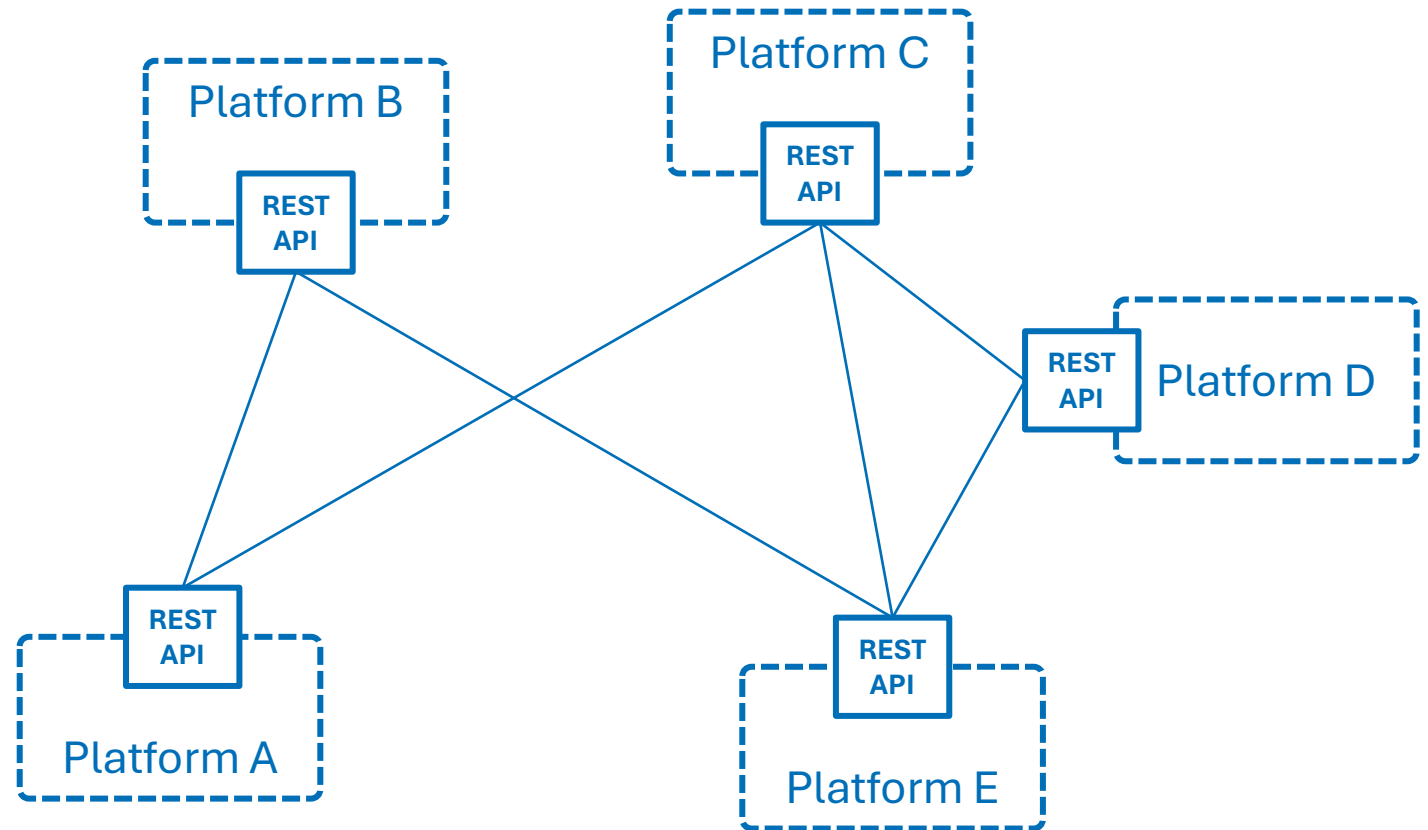 Platform C
REST
API
Platform B
REST
API
REST
API
Platform D
REST
API
Platform A
REST
API
Platform E